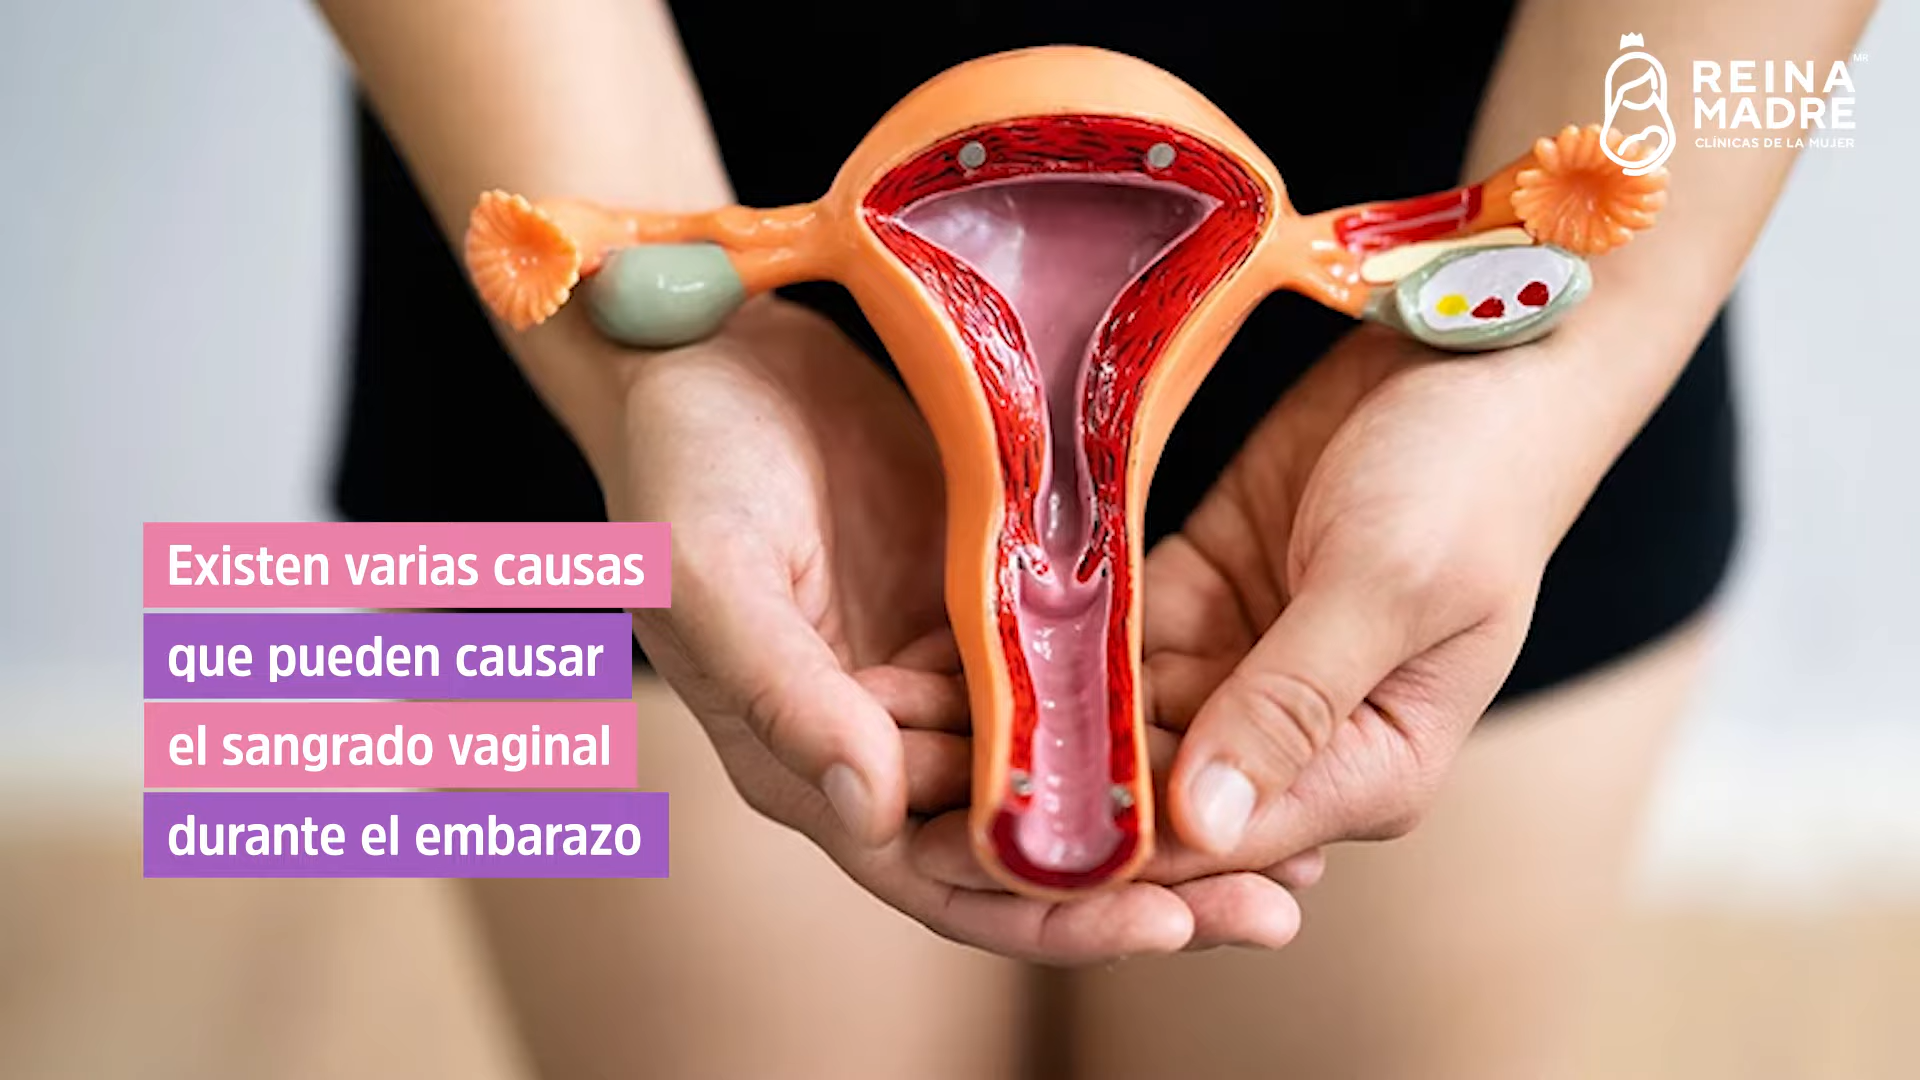 REINA
MADRE
MR
CLÍNICAS DE LA MUJER
Existen varias causas
que pueden causar
el sangrado vaginal
durante el embarazo